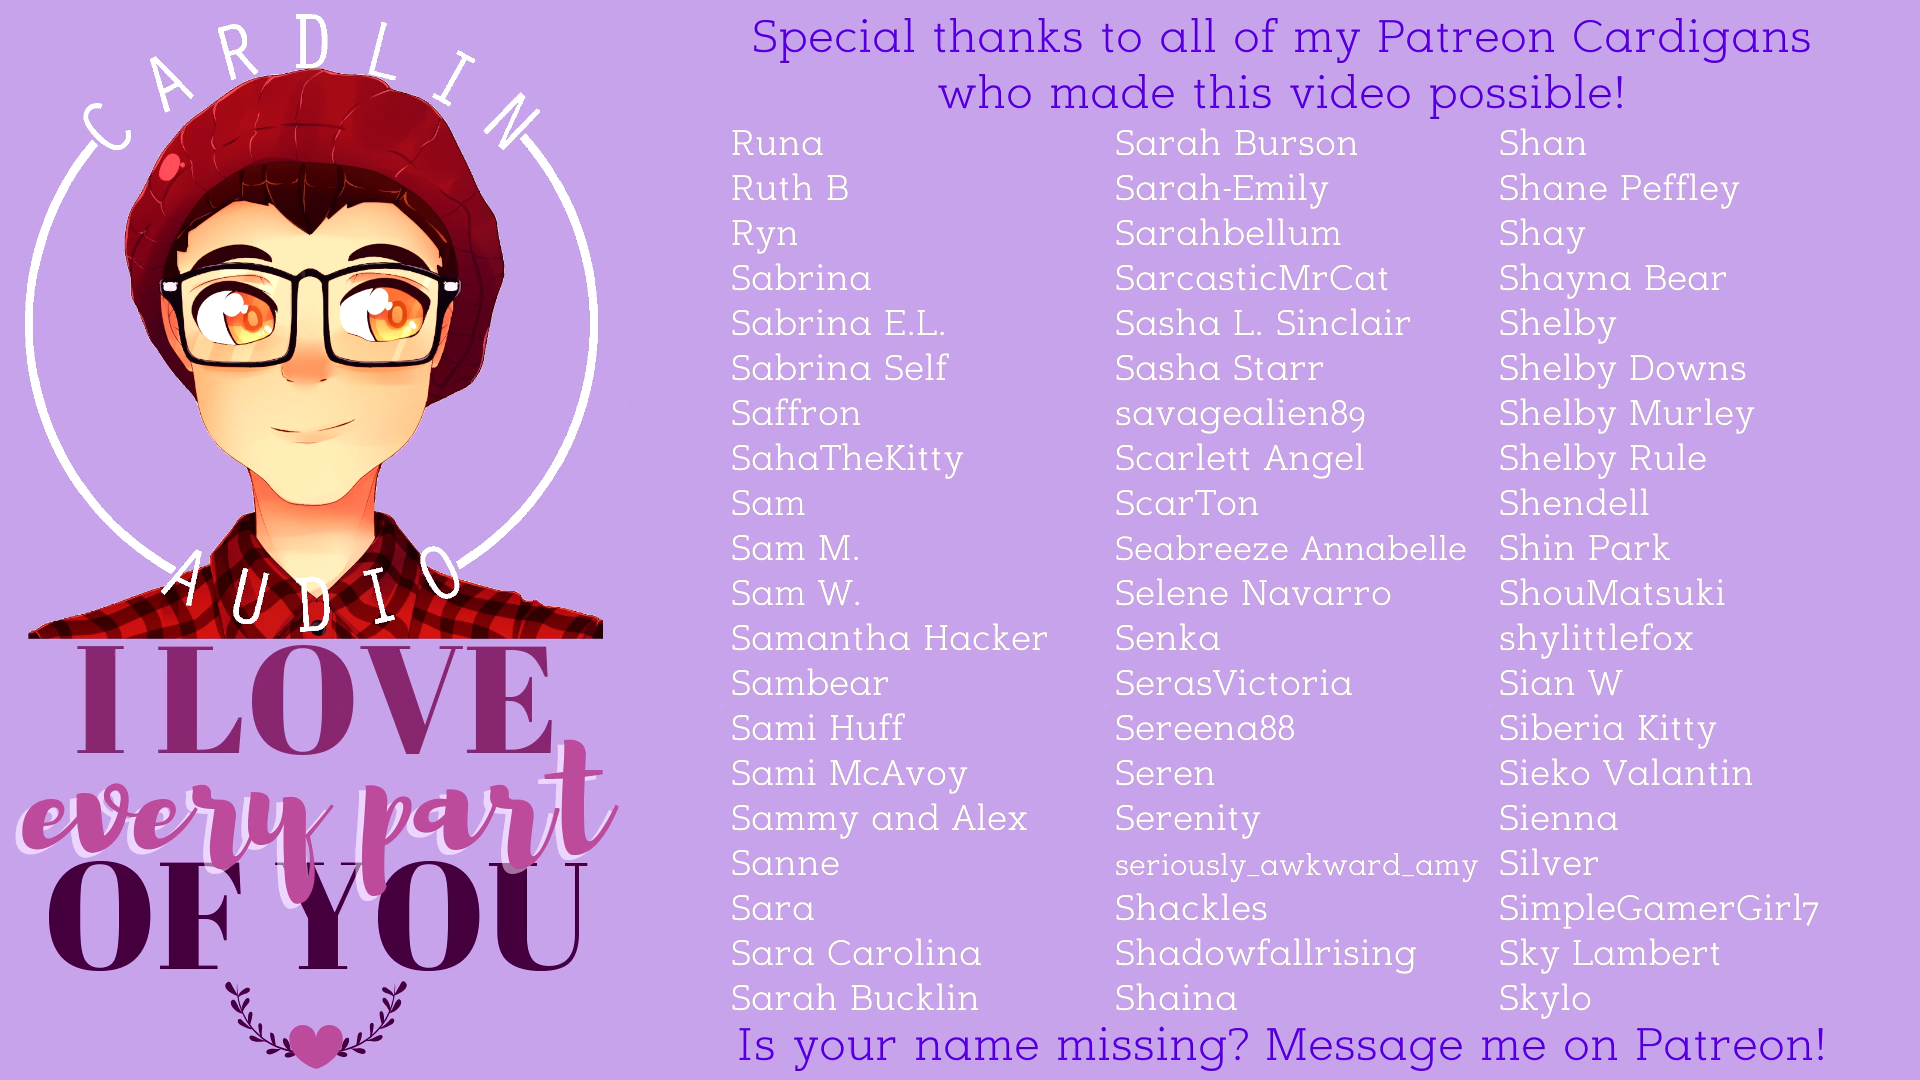 CARDLIN
AUDIO
I LOVE
every part
OF YOU
Special thanks to all of my Patreon Cardigans
who made this video possible!
Runa
Ruth B
Ryn
Sabrina
Sabrina E.L.
Sabrina Self
Saffron
SahaTheKitty
Sam
Sam M.
Sam W.
Samantha Hacker
Sambear
Sami Huff
Sami McAvoy
Sammy and Alex
Sanne
Sara
Sara Carolina
Sarah Bucklin
Sarah Burson
Sarah-Emily
Sarahbellum
SarcasticMrCat
Sasha L. Sinclair
Sasha Starr
savagealien89
Scarlett Angel
ScarTon
Seabreeze Annabelle
Selene Navarro
Senka
SerasVictoria
Sereena88
Seren
Serenity
seriously_awkward_amy
Shackles
Shadowfallrising
Shaina
Shan
Shane Peffley
Shay
Shayna Bear
Shelby
Shelby Downs
Shelby Murley
Shelby Rule
Shendell
Shin Park
ShouMatsuki
shylittlefox
Sian W
Siberia Kitty
Sieko Valantin
Sienna
Silver
SimpleGamerGirl7
Sky Lambert
Skylo
Is your name missing? Message me on Patreon!